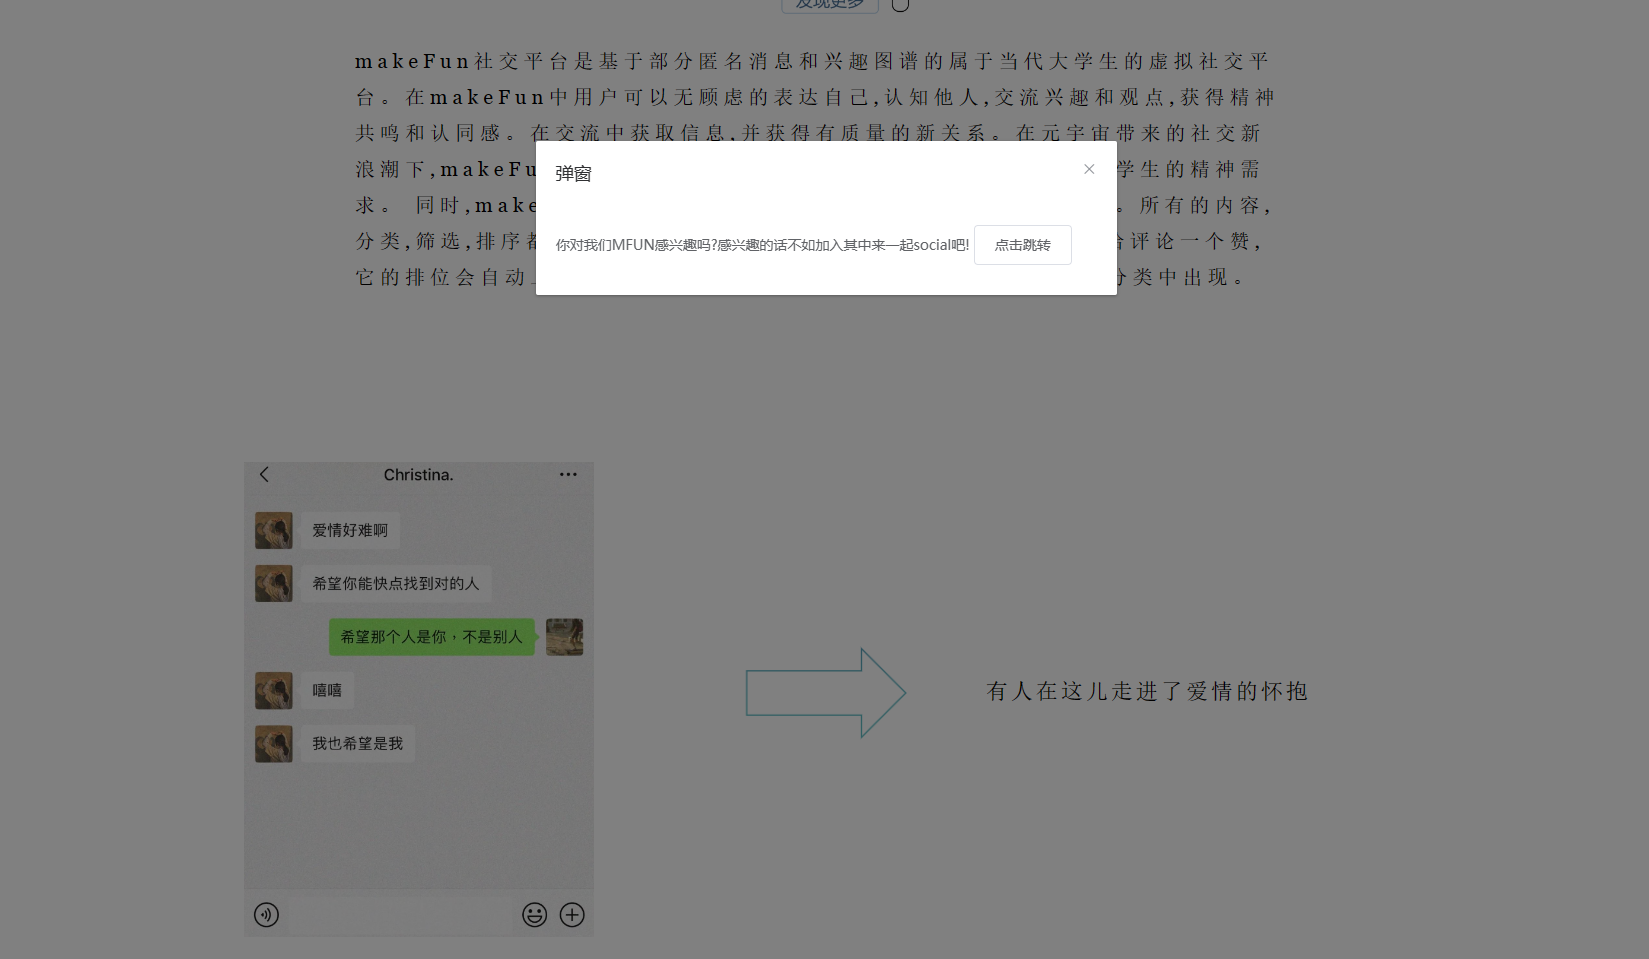 发现更多
makeFun社交平台是基于部分匿名消息和兴趣图谱的属于当代大学生的虚拟社交平
台。在makeFun中用户可以无顾虑的表达自己,认知他人,交流兴趣和观点,获得精神
共鸣和认同感。在交流中获取信息,并获得有质量的新关系。在元宇宙带来的社交新
浪潮下,makeFu 学生的精神需
求。 同时,make 。所有的内容,
分类,筛选,排序都 给评论一个赞,
它的排位会自动上 分类中出现。
弹窗
你对我们MFUN感兴趣吗?感兴趣的话不如加入其中来一起social吧!
点击跳转
Christina.
爱情好难啊
希望你能快点找到对的人
希望那个人是你，不是别人
嘻嘻
我也希望是我
有人在这儿走进了爱情的怀抱